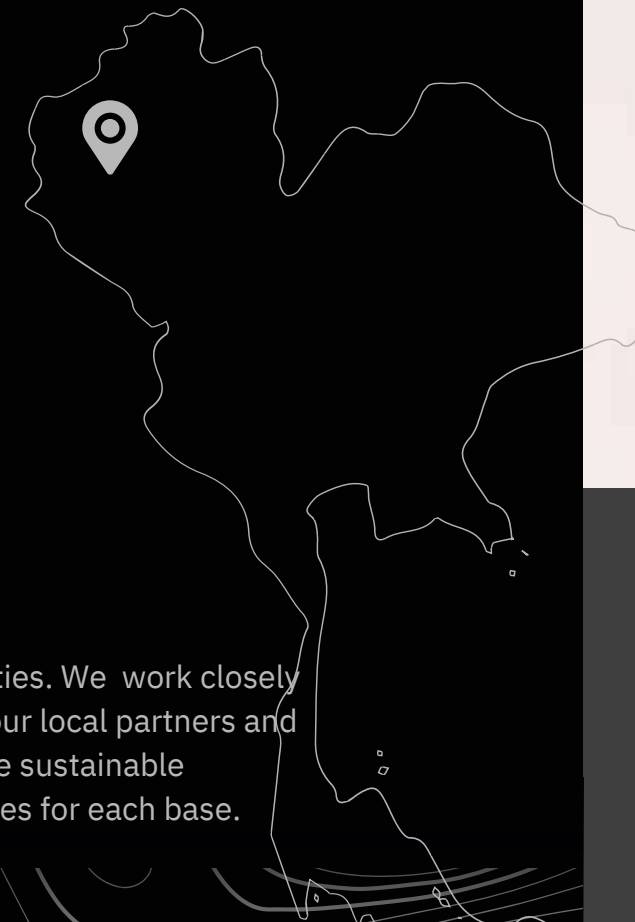 ties. We  work closely
our local partners and
e sustainable
es for each base.